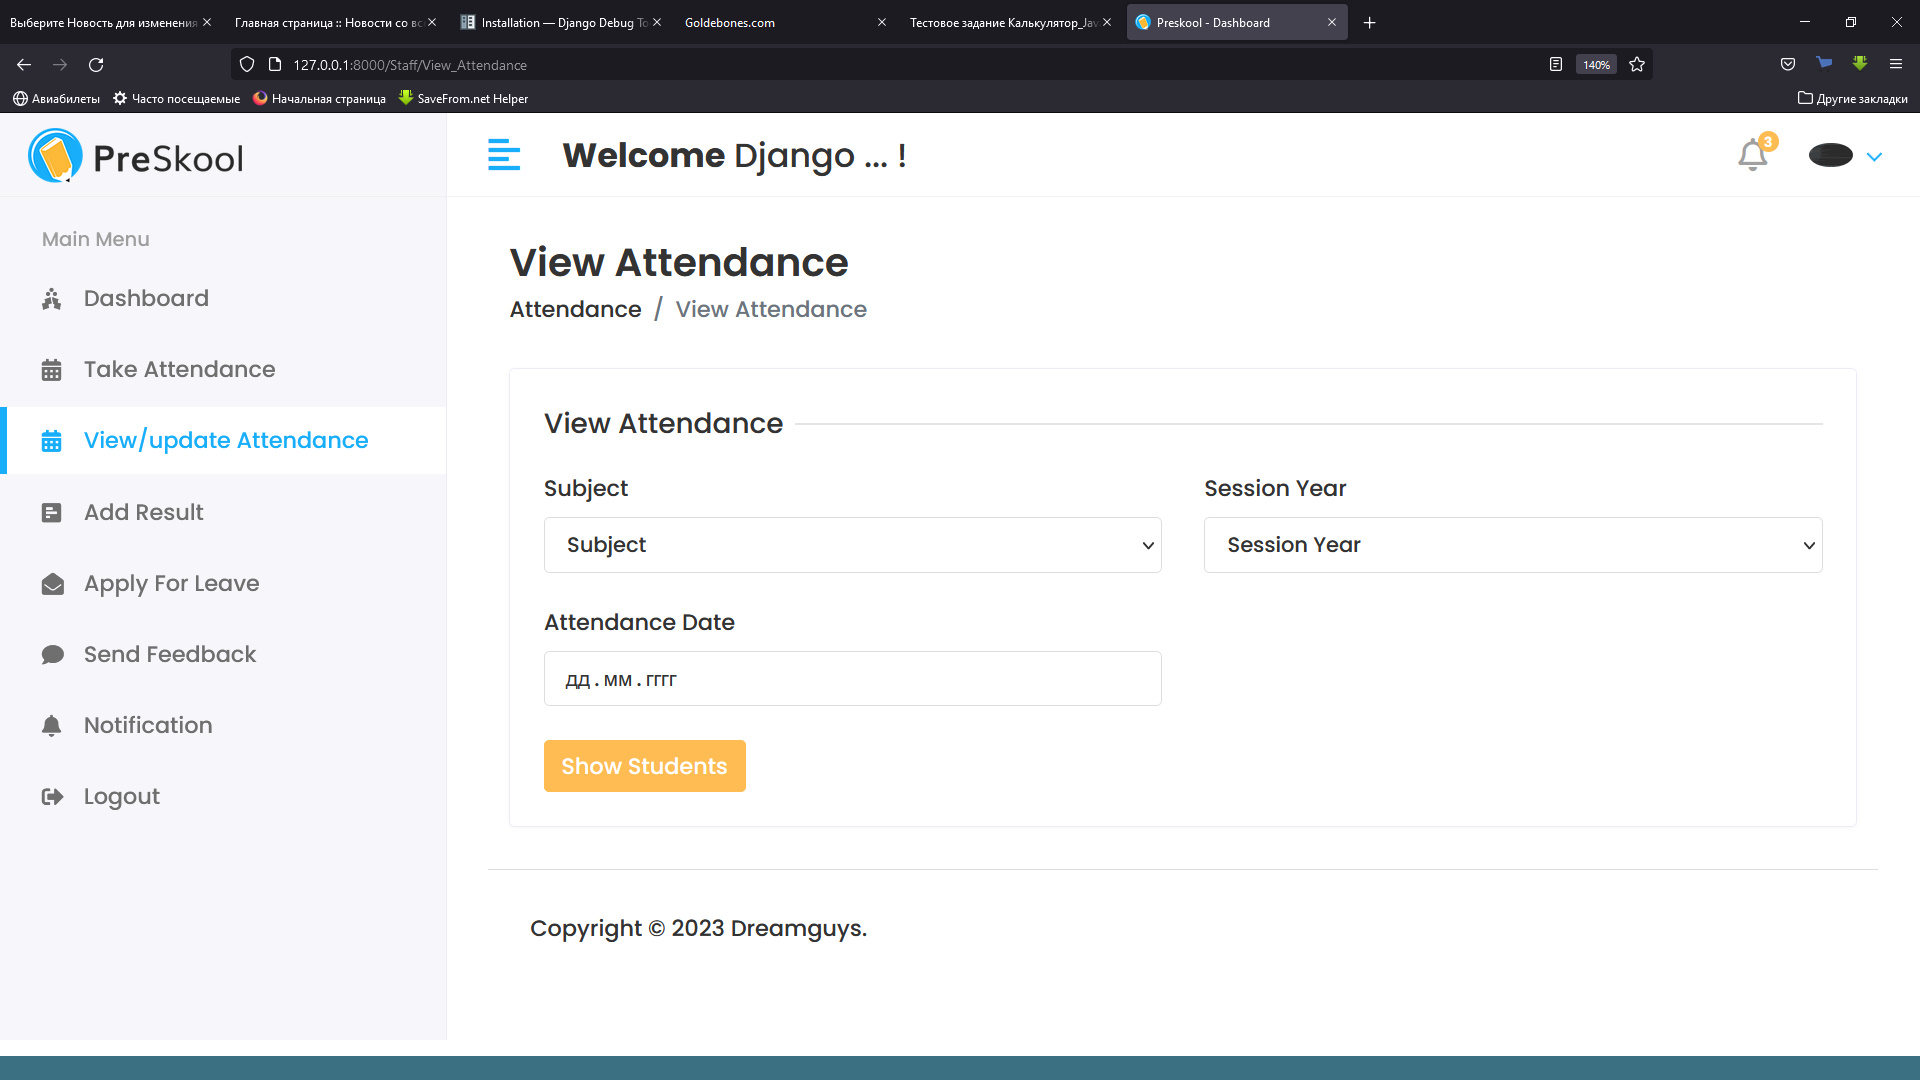 Выберите Новость для изменения
Главная страница :: Новости со вс
Installation — Django Debug To
Goldebones.com
Тестовое задание Калькулятор_Jav
Preskool - Dashboard
127.0.0.1:8000/Staff/View_Attendance
140%
Авиабилеты
Часто посещаемые
Начальная страница
SaveFrom.net Helper
Другие закладки
PreSkool
Welcome Django ... !
3
Main Menu
Dashboard
Take Attendance
View/update Attendance
Add Result
Apply For Leave
Send Feedback
Notification
Logout
View Attendance
Attendance / View Attendance
View Attendance
Subject
Session Year
Subject
Session Year
Attendance Date
дд . мм . гггг
Show Students
Copyright © 2023 Dreamguys.